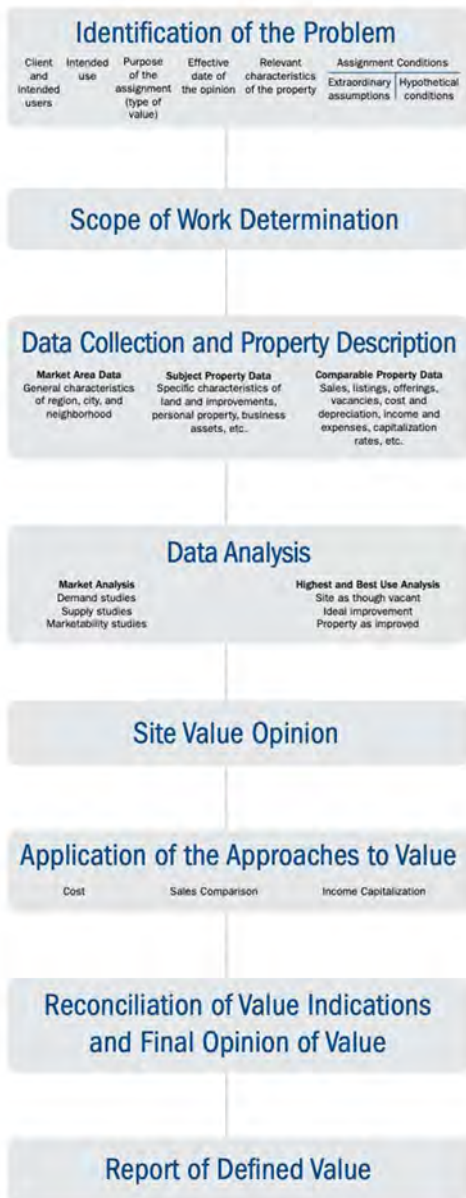 Identification of the Problem
Client and intended users
Intended use
Purpose of the assignment (type of value)
Effective date of the opinion
Relevant characteristics of the property
Assignment Conditions
Extraordinary assumptions
Hypothetical conditions
Scope of Work Determination
Data Collection and Property Description
Market Area Data
General characteristics
of region, city, and
neighborhood
Subject Property Data
Specific characteristics of
land and improvements,
personal property, business
assets, etc.
Comparable Property Data
Sales, listings, offerings,
vacancies, cost and
depreciation, income and
expenses, capitalization
rates, etc.
Data Analysis
Market Analysis
Demand studies
Supply studies
Marketability studies
Highest and Best Use Analysis
Site as though vacant
Ideal improvement
Property as improved
Site Value Opinion
Application of the Approaches to Value
Cost
Sales Comparison
Income Capitalization
Reconciliation of Value Indications
and Final Opinion of Value
Report of Defined Value